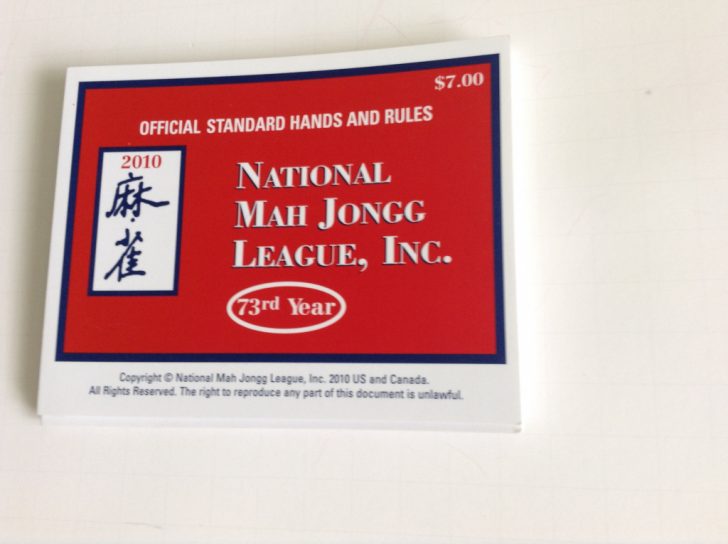 $7.00
OFFICIAL STANDARD HANDS AND RULES
2010
麻
雀
NATIONAL
MAH JONGG
LEAGUE, INC.
73rd Year
Copyright © National Mah Jongg League, Inc. 2010 US and Canada.
All Rights Reserved. The right to reproduce any part of this document is unlawful.